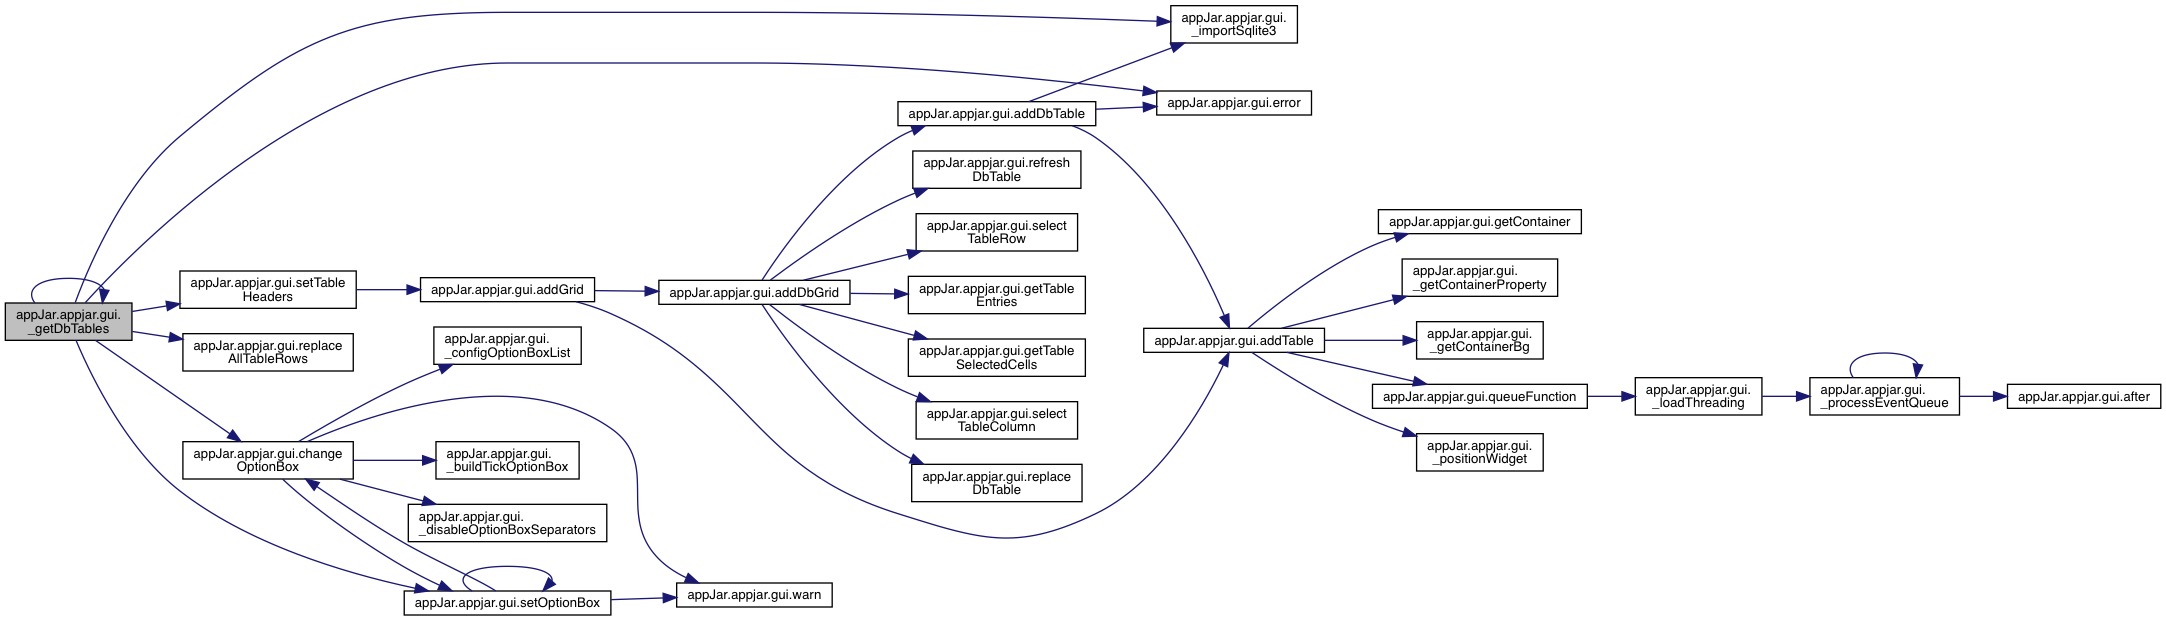 appJar.appjar.gui.
_getDbTables
appJar.appjar.gui.setTable
Headers
appJar.appjar.gui.replace
AllTableRows
appJar.appjar.gui.change
OptionBox
appJar.appjar.gui.addGrid
appJar.appjar.gui.
_configOptionBoxList
appJar.appjar.gui.
_buildTickOptionBox
appJar.appjar.gui.
_disableOptionBoxSeparators
appJar.appjar.gui.setOptionBox
appJar.appjar.gui.addDbGrid
appJar.appjar.gui.warn
appJar.appjar.gui.addDbTable
appJar.appjar.gui.refresh
DbTable
appJar.appjar.gui.select
TableRow
appJar.appjar.gui.getTable
Entries
appJar.appjar.gui.getTable
SelectedCells
appJar.appjar.gui.select
TableColumn
appJar.appjar.gui.replace
DbTable
appJar.appjar.gui.
_importSqlite3
appJar.appjar.gui.error
appJar.appjar.gui.addTable
appJar.appjar.gui.getContainer
appJar.appjar.gui.
_getContainerProperty
appJar.appjar.gui.
_getContainerBg
appJar.appjar.gui.queueFunction
appJar.appjar.gui.
_positionWidget
appJar.appjar.gui.
_loadThreading
appJar.appjar.gui.
_processEventQueue
appJar.appjar.gui.after